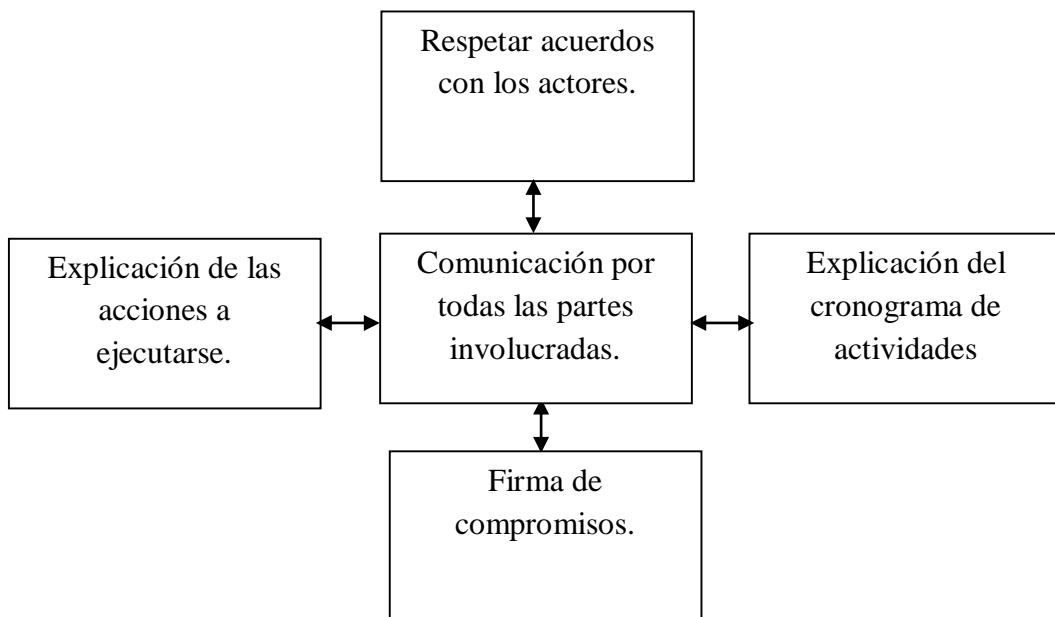 Respetar acuerdos
con los actores.
Explicación de las
acciones a
ejecutarse.
Comunicación por
todas las partes
involucradas.
Explicación del
cronograma de
actividades
Firma de
compromisos.